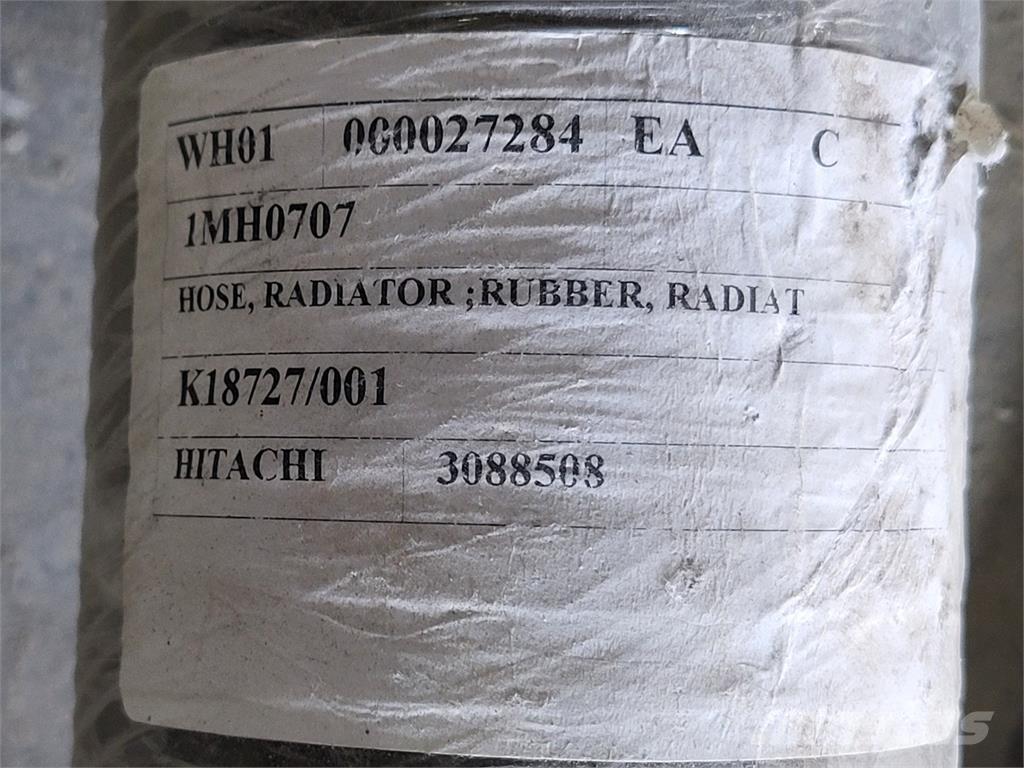 WH01 000027284 EA C
1MH0707
HOSE, RADIATOR ;RUBBER, RADIAT
K18727/001
HITACHI 3088508